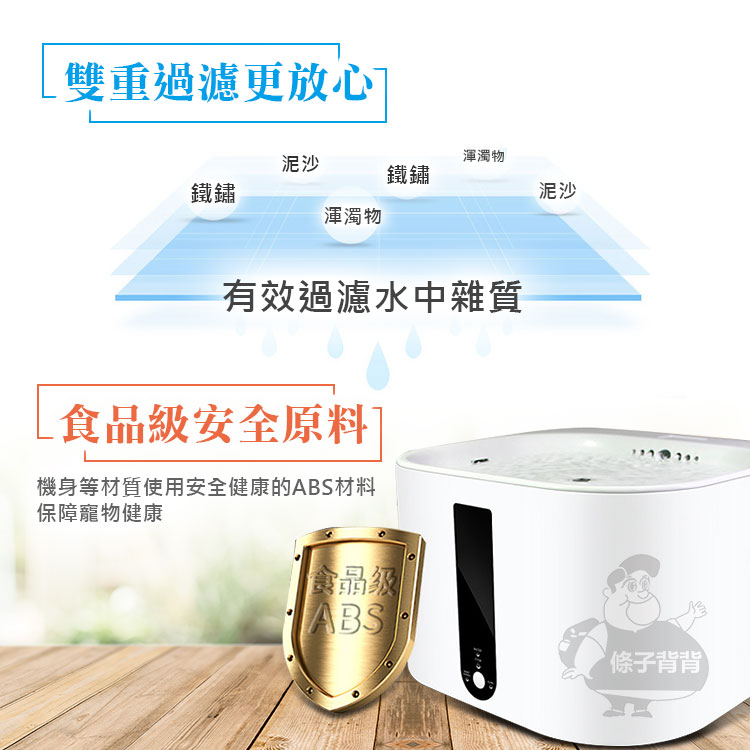 雙重過濾更放心
渾濁物
泥沙
鐵鏽
泥沙
鐵鏽
渾濁物
有效過濾水中雜質
食品級安全原料
機身等材質使用安全健康的ABS材料
保障寵物健康
食品級
ABS
條子背背